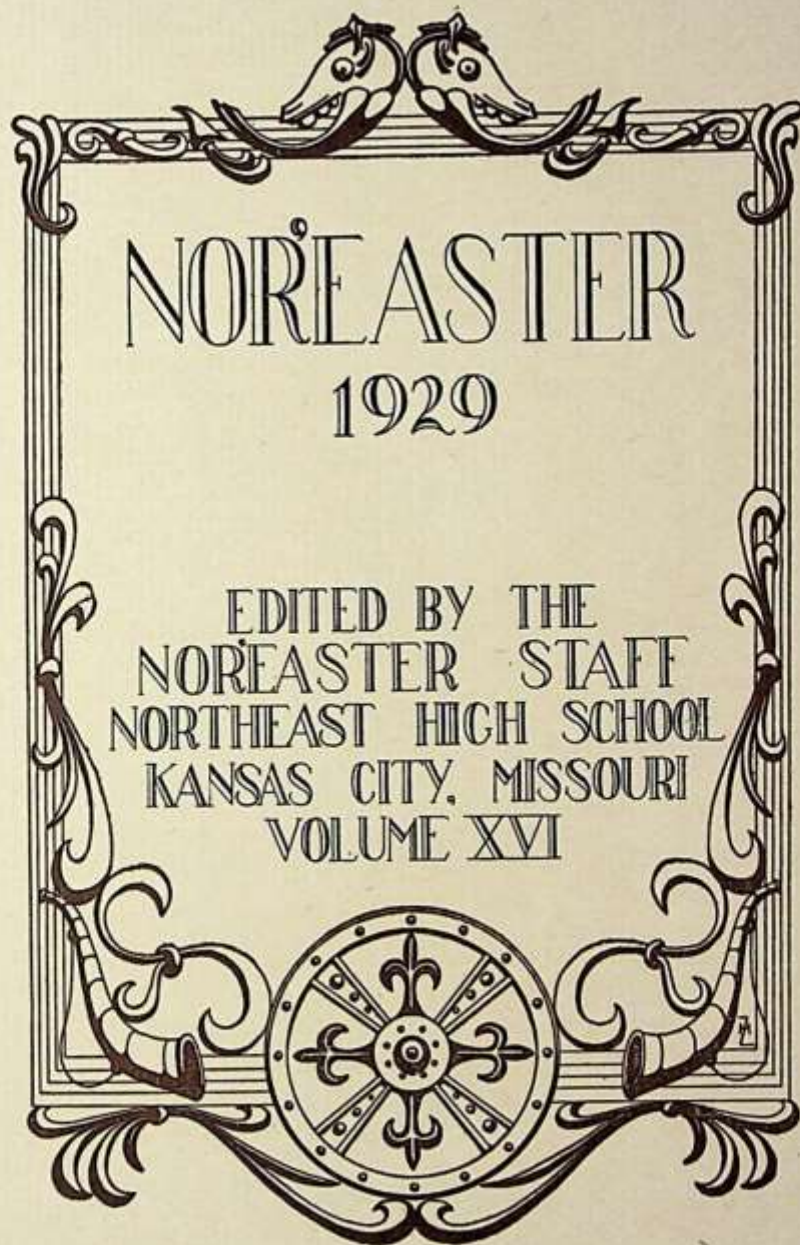 NOR'EASTER
1929
EDITED BY THE
NOR'EASTER STAFF
NORTHEAST HIGH SCHOOL
KANSAS CITY, MISSOURI
VOLUME XVI